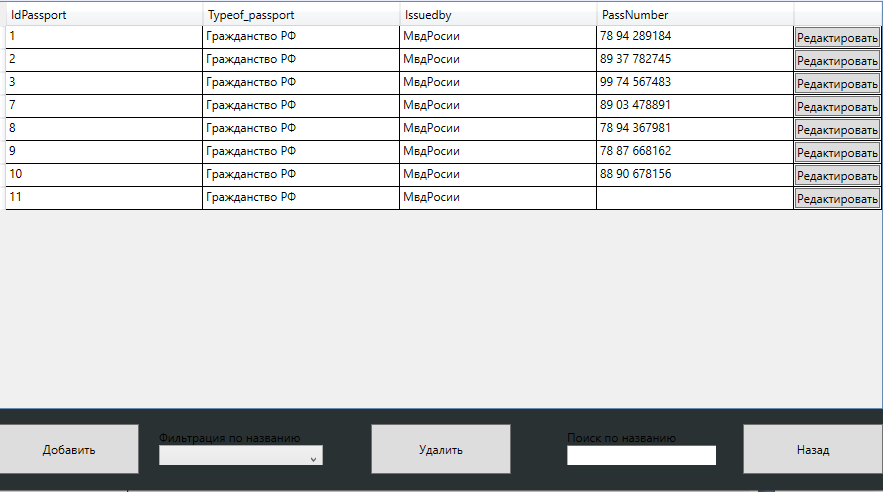 IdPassport Typeof_passport Issuedby PassNumber
1 Гражданство РФ МвдРосии 78 94 289184 Редактировать
2 Гражданство РФ МвдРосии 89 37 782745 Редактировать
3 Гражданство РФ МвдРосии 99 74 567483 Редактировать
7 Гражданство РФ МвдРосии 89 03 478891 Редактировать
8 Гражданство РФ МвдРосии 78 94 367981 Редактировать
9 Гражданство РФ МвдРосии 78 87 668162 Редактировать
10 Гражданство РФ МвдРосии 88 90 678156 Редактировать
11 Гражданство РФ МвдРосии Редактировать
Фильтрация по названию Поиск по названию
Добавить Удалить Назад